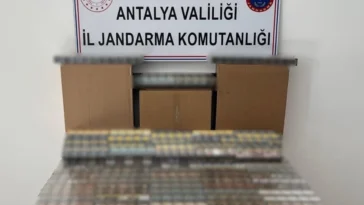 ANTALYA VALİLİĞİ
İL JANDARMA KOMUTANLIĞI